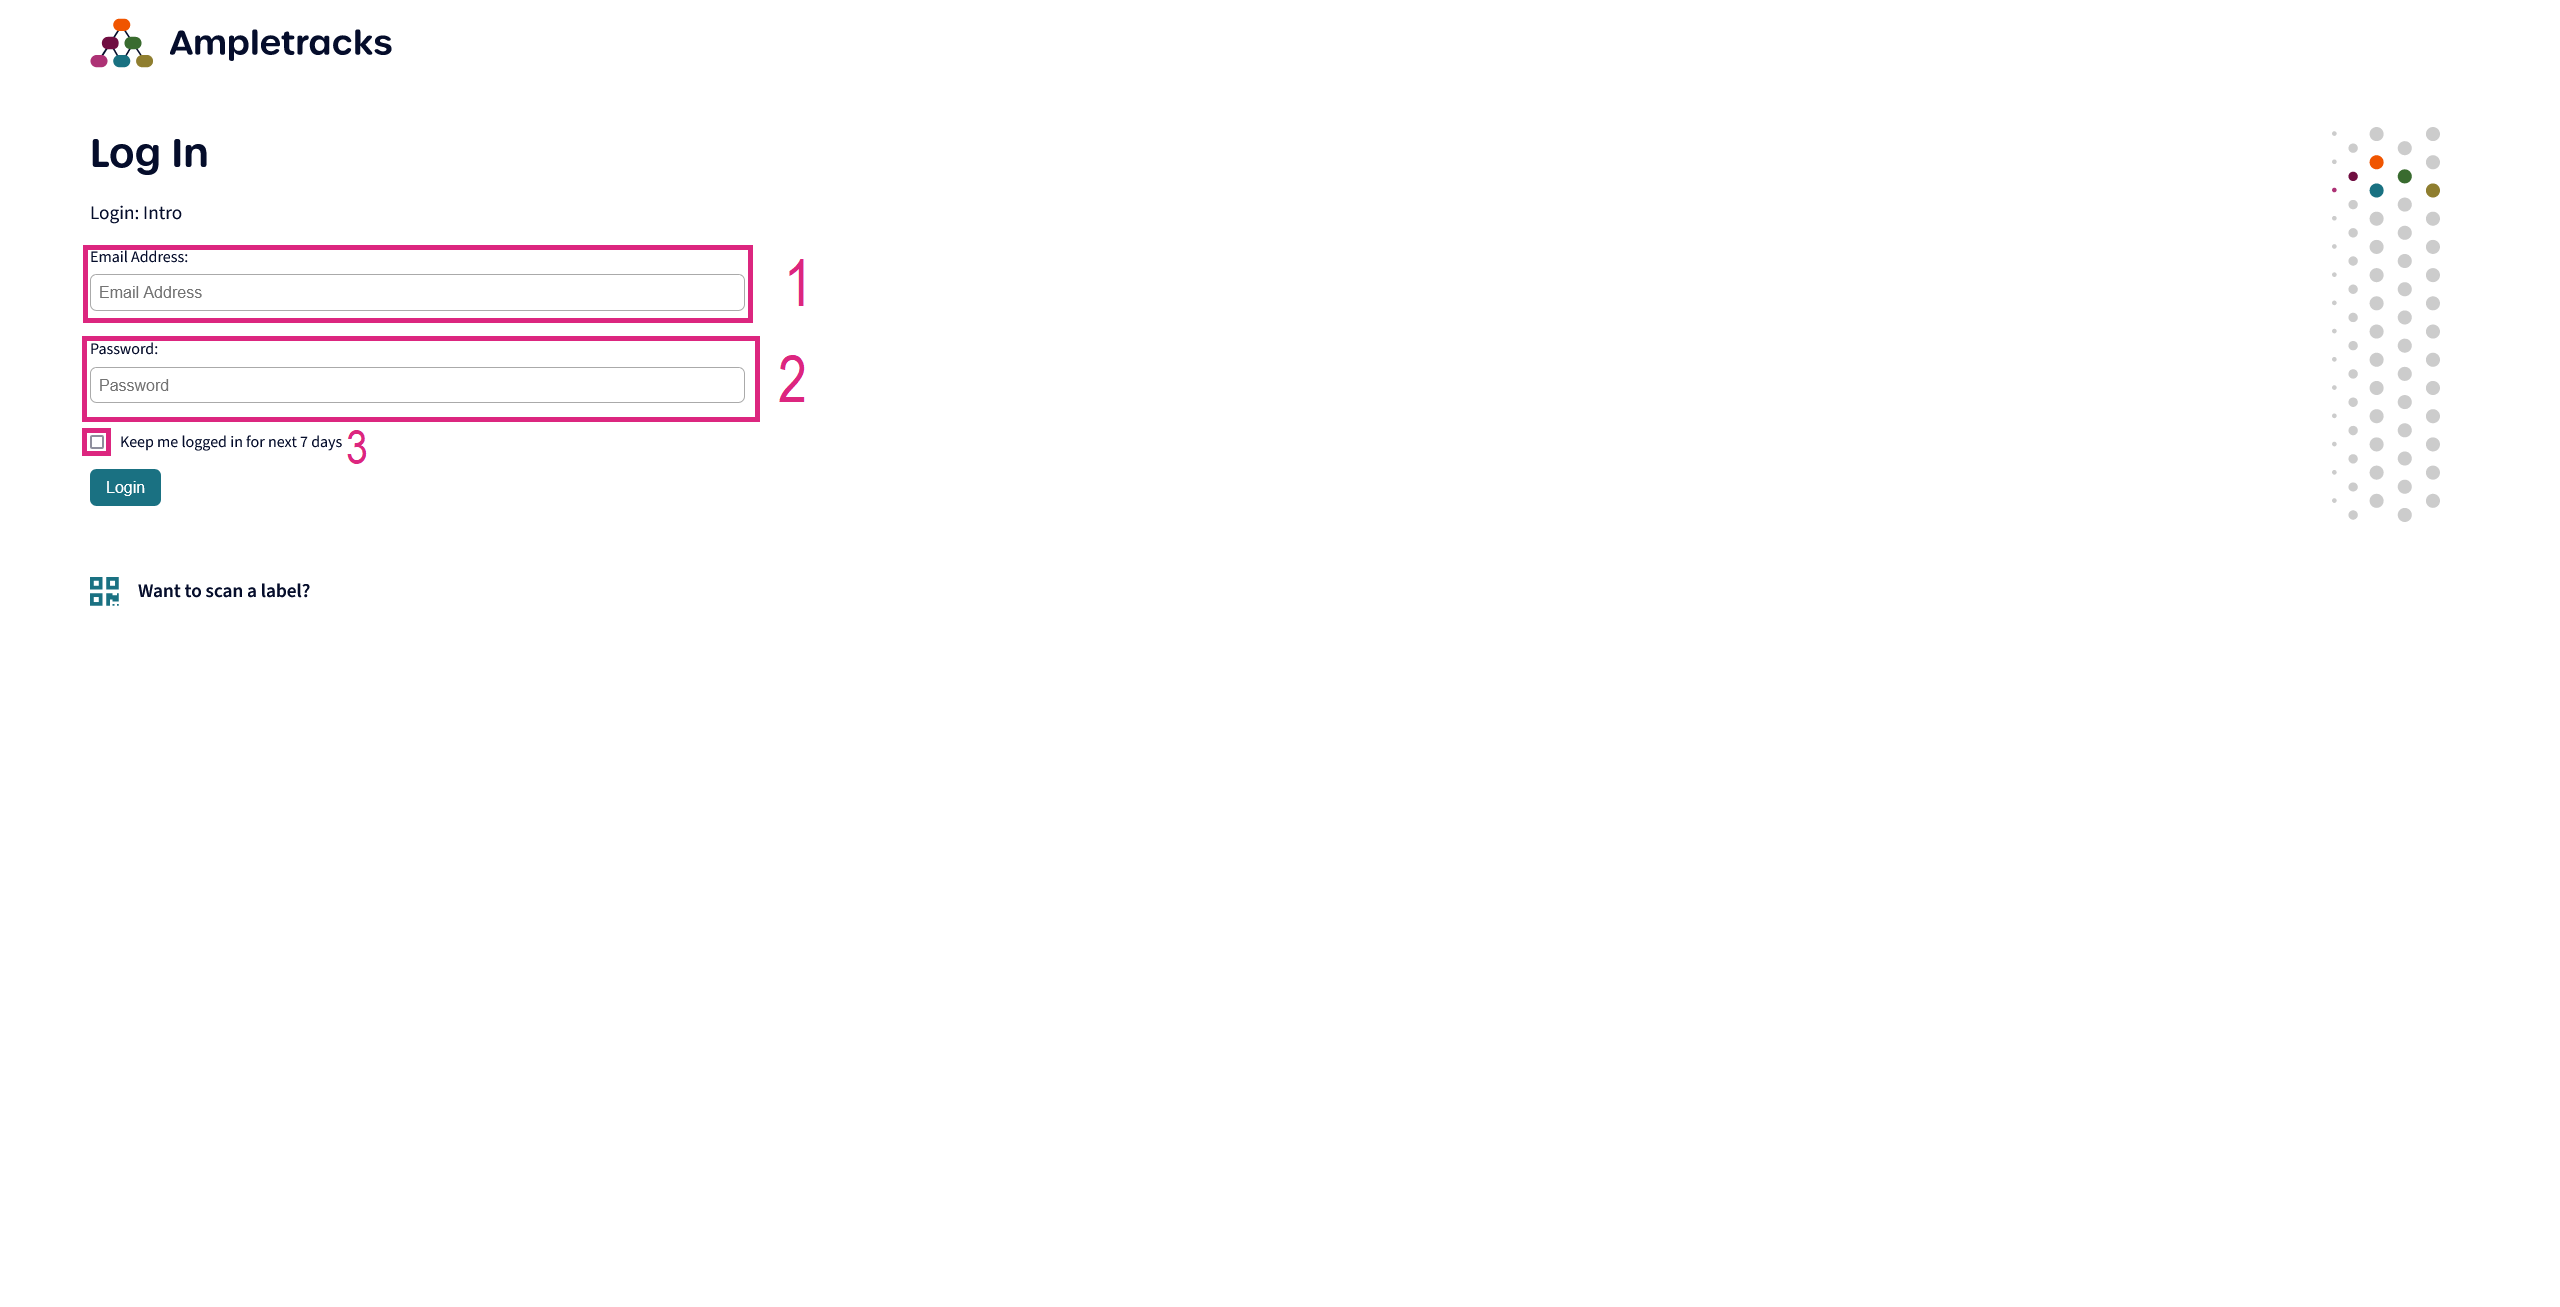 Ampletracks
Log In
Login: Intro
Email Address:
Email Address
1
Password:
Password
2
Keep me logged in for next 7 days
3
Login
Want to scan a label?